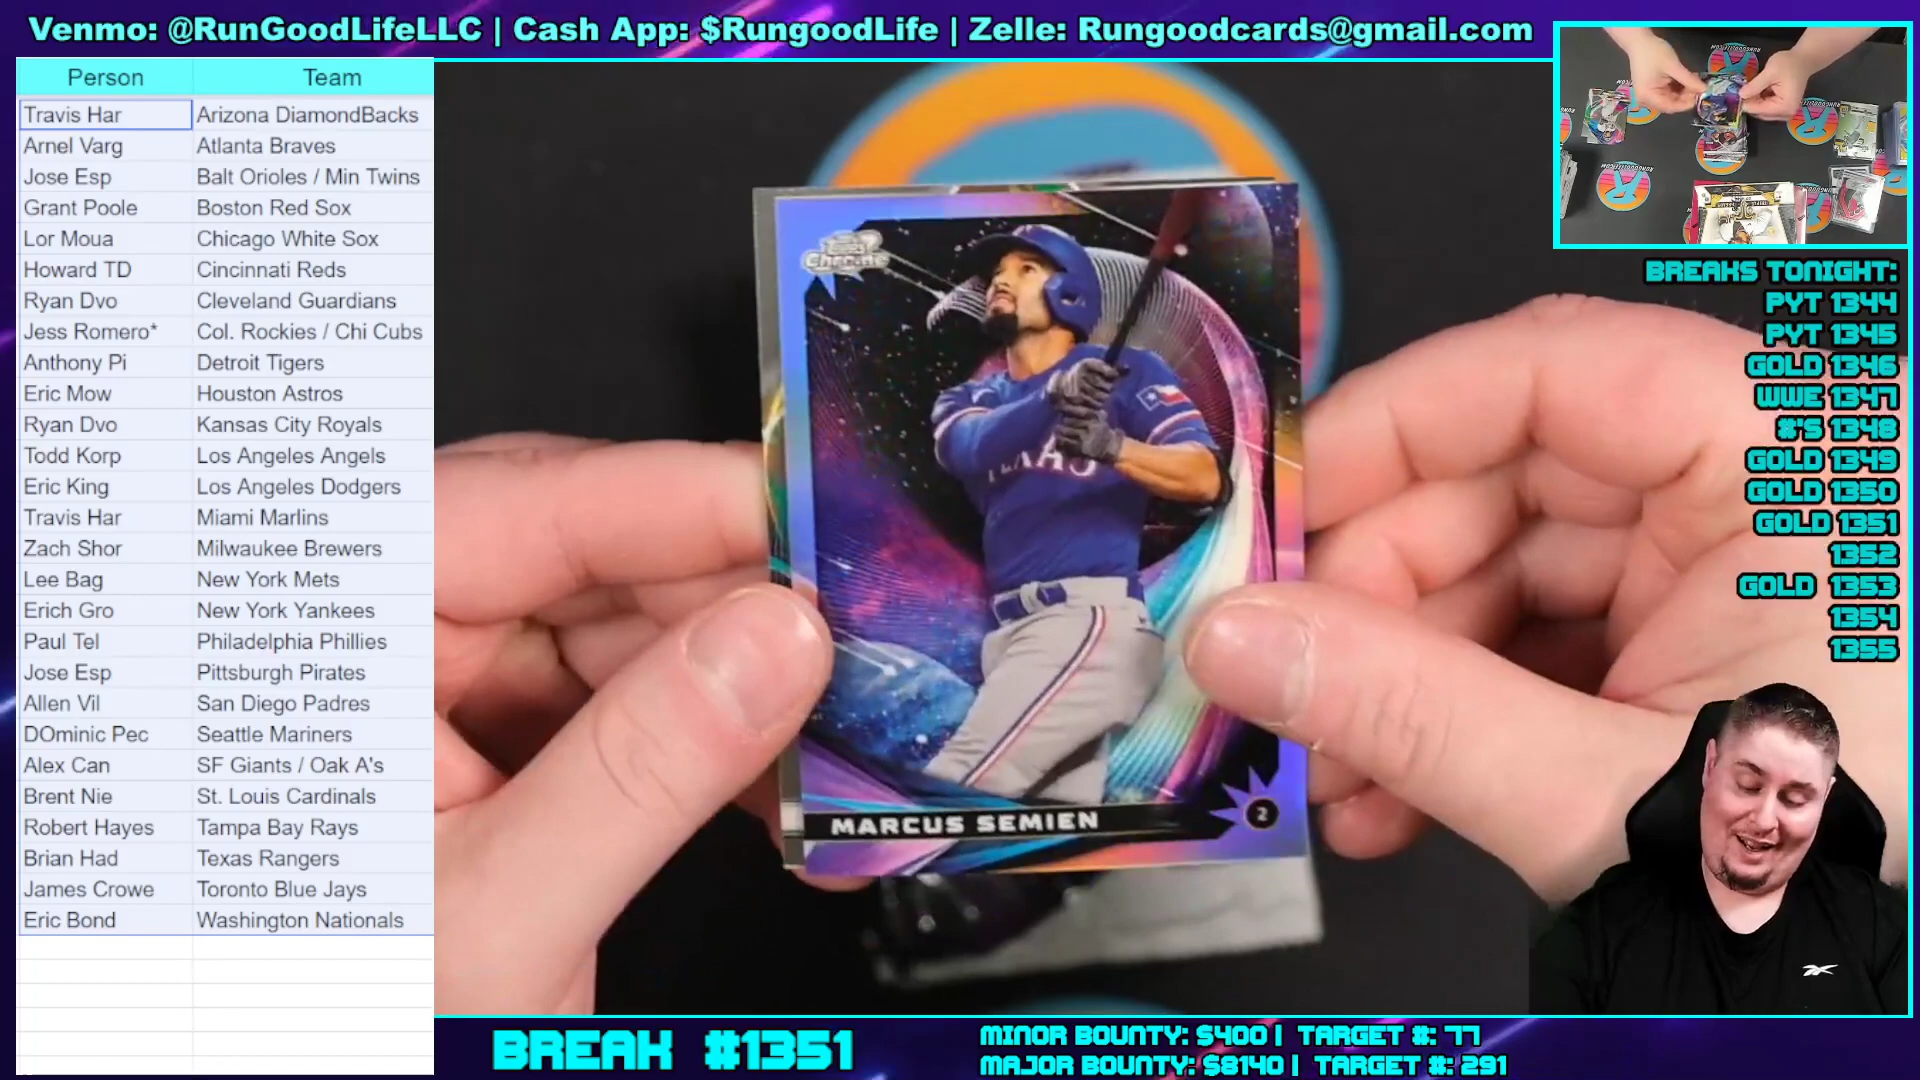 Venmo: @RunGoodLifeLLC | Cash App: $RungoodLife | Zelle: Rungoodcards@gmail.com
Person Team
Travis Har Arizona DiamondBacks
Arnel Varg Atlanta Braves
Jose Esp Balt Orioles / Min Twins
Grant Poole Boston Red Sox
Lor Moua Chicago White Sox
Howard TD Cincinnati Reds
Ryan Dvo Cleveland Guardians
Jess Romero* Col. Rockies / Chi Cubs
Anthony Pi Detroit Tigers
Eric Mow Houston Astros
Ryan Dvo Kansas City Royals
Todd Korp Los Angeles Angels
Eric King Los Angeles Dodgers
Travis Har Miami Marlins
Zach Shor Milwaukee Brewers
Lee Bag New York Mets
Erich Gro New York Yankees
Paul Tel Philadelphia Phillies
Jose Esp Pittsburgh Pirates
Allen Vil San Diego Padres
DOminic Pec Seattle Mariners
Alex Can SF Giants / Oak A's
Brent Nie St. Louis Cardinals
Robert Hayes Tampa Bay Rays
Brian Had Texas Rangers
James Crowe Toronto Blue Jays
Eric Bond Washington Nationals
Chrome
TEXAS
MARCUS SEMIEN
2
BREAKS TONIGHT:
PYT 1344
PYT 1345
GOLD 1346
WWE 1347
#'S 1348
GOLD 1349
GOLD 1350
GOLD 1351
1352
GOLD 1353
1354
1355
BREAK #1351
MINOR BOUNTY: $400 | TARGET #: 77
MAJOR BOUNTY: $8140 | TARGET #: 291